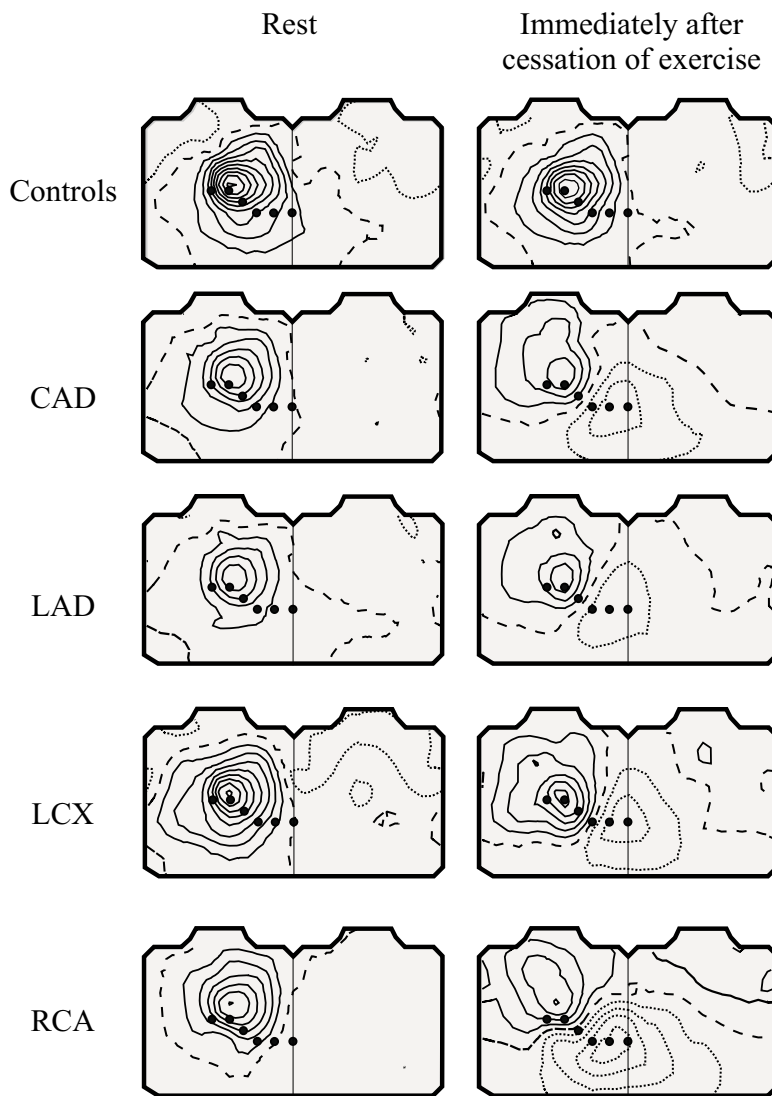 Rest
Immediately after
cessation of exercise
Controls
CAD
LAD
LCX
RCA